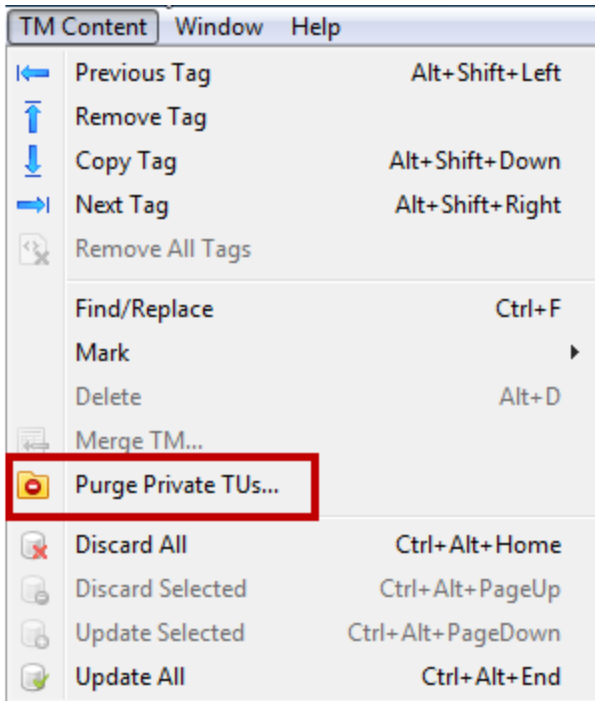 TM Content Window Help
Previous Tag Alt+Shift+Left
Remove Tag
Copy Tag Alt+Shift+Down
Next Tag Alt+Shift+Right
Remove All Tags
Find/Replace Ctrl+F
Mark
Delete Alt+D
Merge TM...
Purge Private TUs...
Discard All Ctrl+Alt+Home
Discard Selected Ctrl+Alt+PageUp
Update Selected Ctrl+Alt+PageDown
Update All Ctrl+Alt+End